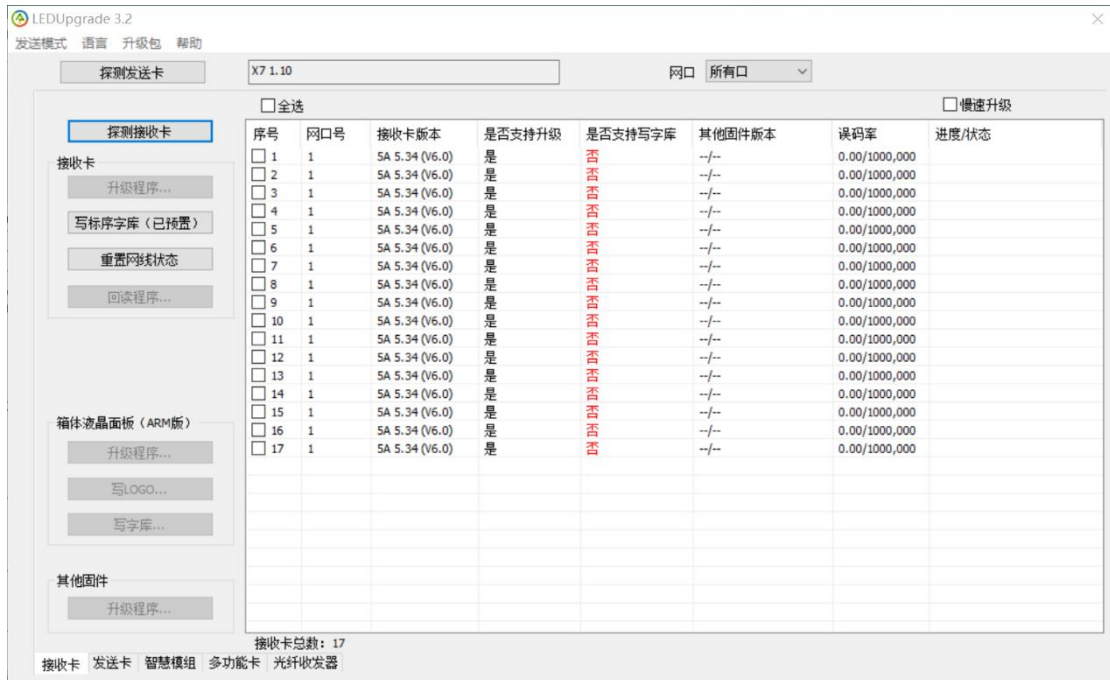 LEDUpgrade 3.2
发送模式 语言 升级包 帮助
探测发送卡 X7 1.10 网口 所有口
全选 慢速升级
探测接收卡
序号 网口号 接收卡版本 是否支持升级 是否支持写字库 其他固件版本 误码率 进度/状态
1 1 5A 5.34 (V6.0) 是 否 --/-- 0.00/1000,000
接收卡
2 1 5A 5.34 (V6.0) 是 否 --/-- 0.00/1000,000
升级程序...
3 1 5A 5.34 (V6.0) 是 否 --/-- 0.00/1000,000
4 1 5A 5.34 (V6.0) 是 否 --/-- 0.00/1000,000
写标序字库（已预置）
5 1 5A 5.34 (V6.0) 是 否 --/-- 0.00/1000,000
6 1 5A 5.34 (V6.0) 是 否 --/-- 0.00/1000,000
重置网线状态
7 1 5A 5.34 (V6.0) 是 否 --/-- 0.00/1000,000
8 1 5A 5.34 (V6.0) 是 否 --/-- 0.00/1000,000
回读程序...
9 1 5A 5.34 (V6.0) 是 否 --/-- 0.00/1000,000
10 1 5A 5.34 (V6.0) 是 否 --/-- 0.00/1000,000
11 1 5A 5.34 (V6.0) 是 否 --/-- 0.00/1000,000
12 1 5A 5.34 (V6.0) 是 否 --/-- 0.00/1000,000
13 1 5A 5.34 (V6.0) 是 否 --/-- 0.00/1000,000
14 1 5A 5.34 (V6.0) 是 否 --/-- 0.00/1000,000
15 1 5A 5.34 (V6.0) 是 否 --/-- 0.00/1000,000
箱体液晶面板（ARM版）
16 1 5A 5.34 (V6.0) 是 否 --/-- 0.00/1000,000
17 1 5A 5.34 (V6.0) 是 否 --/-- 0.00/1000,000
升级程序...
写LOGO...
写字库...
其他固件
升级程序...
接收卡总数: 17
接收卡 发送卡 智慧模组 多功能卡 光纤收发器